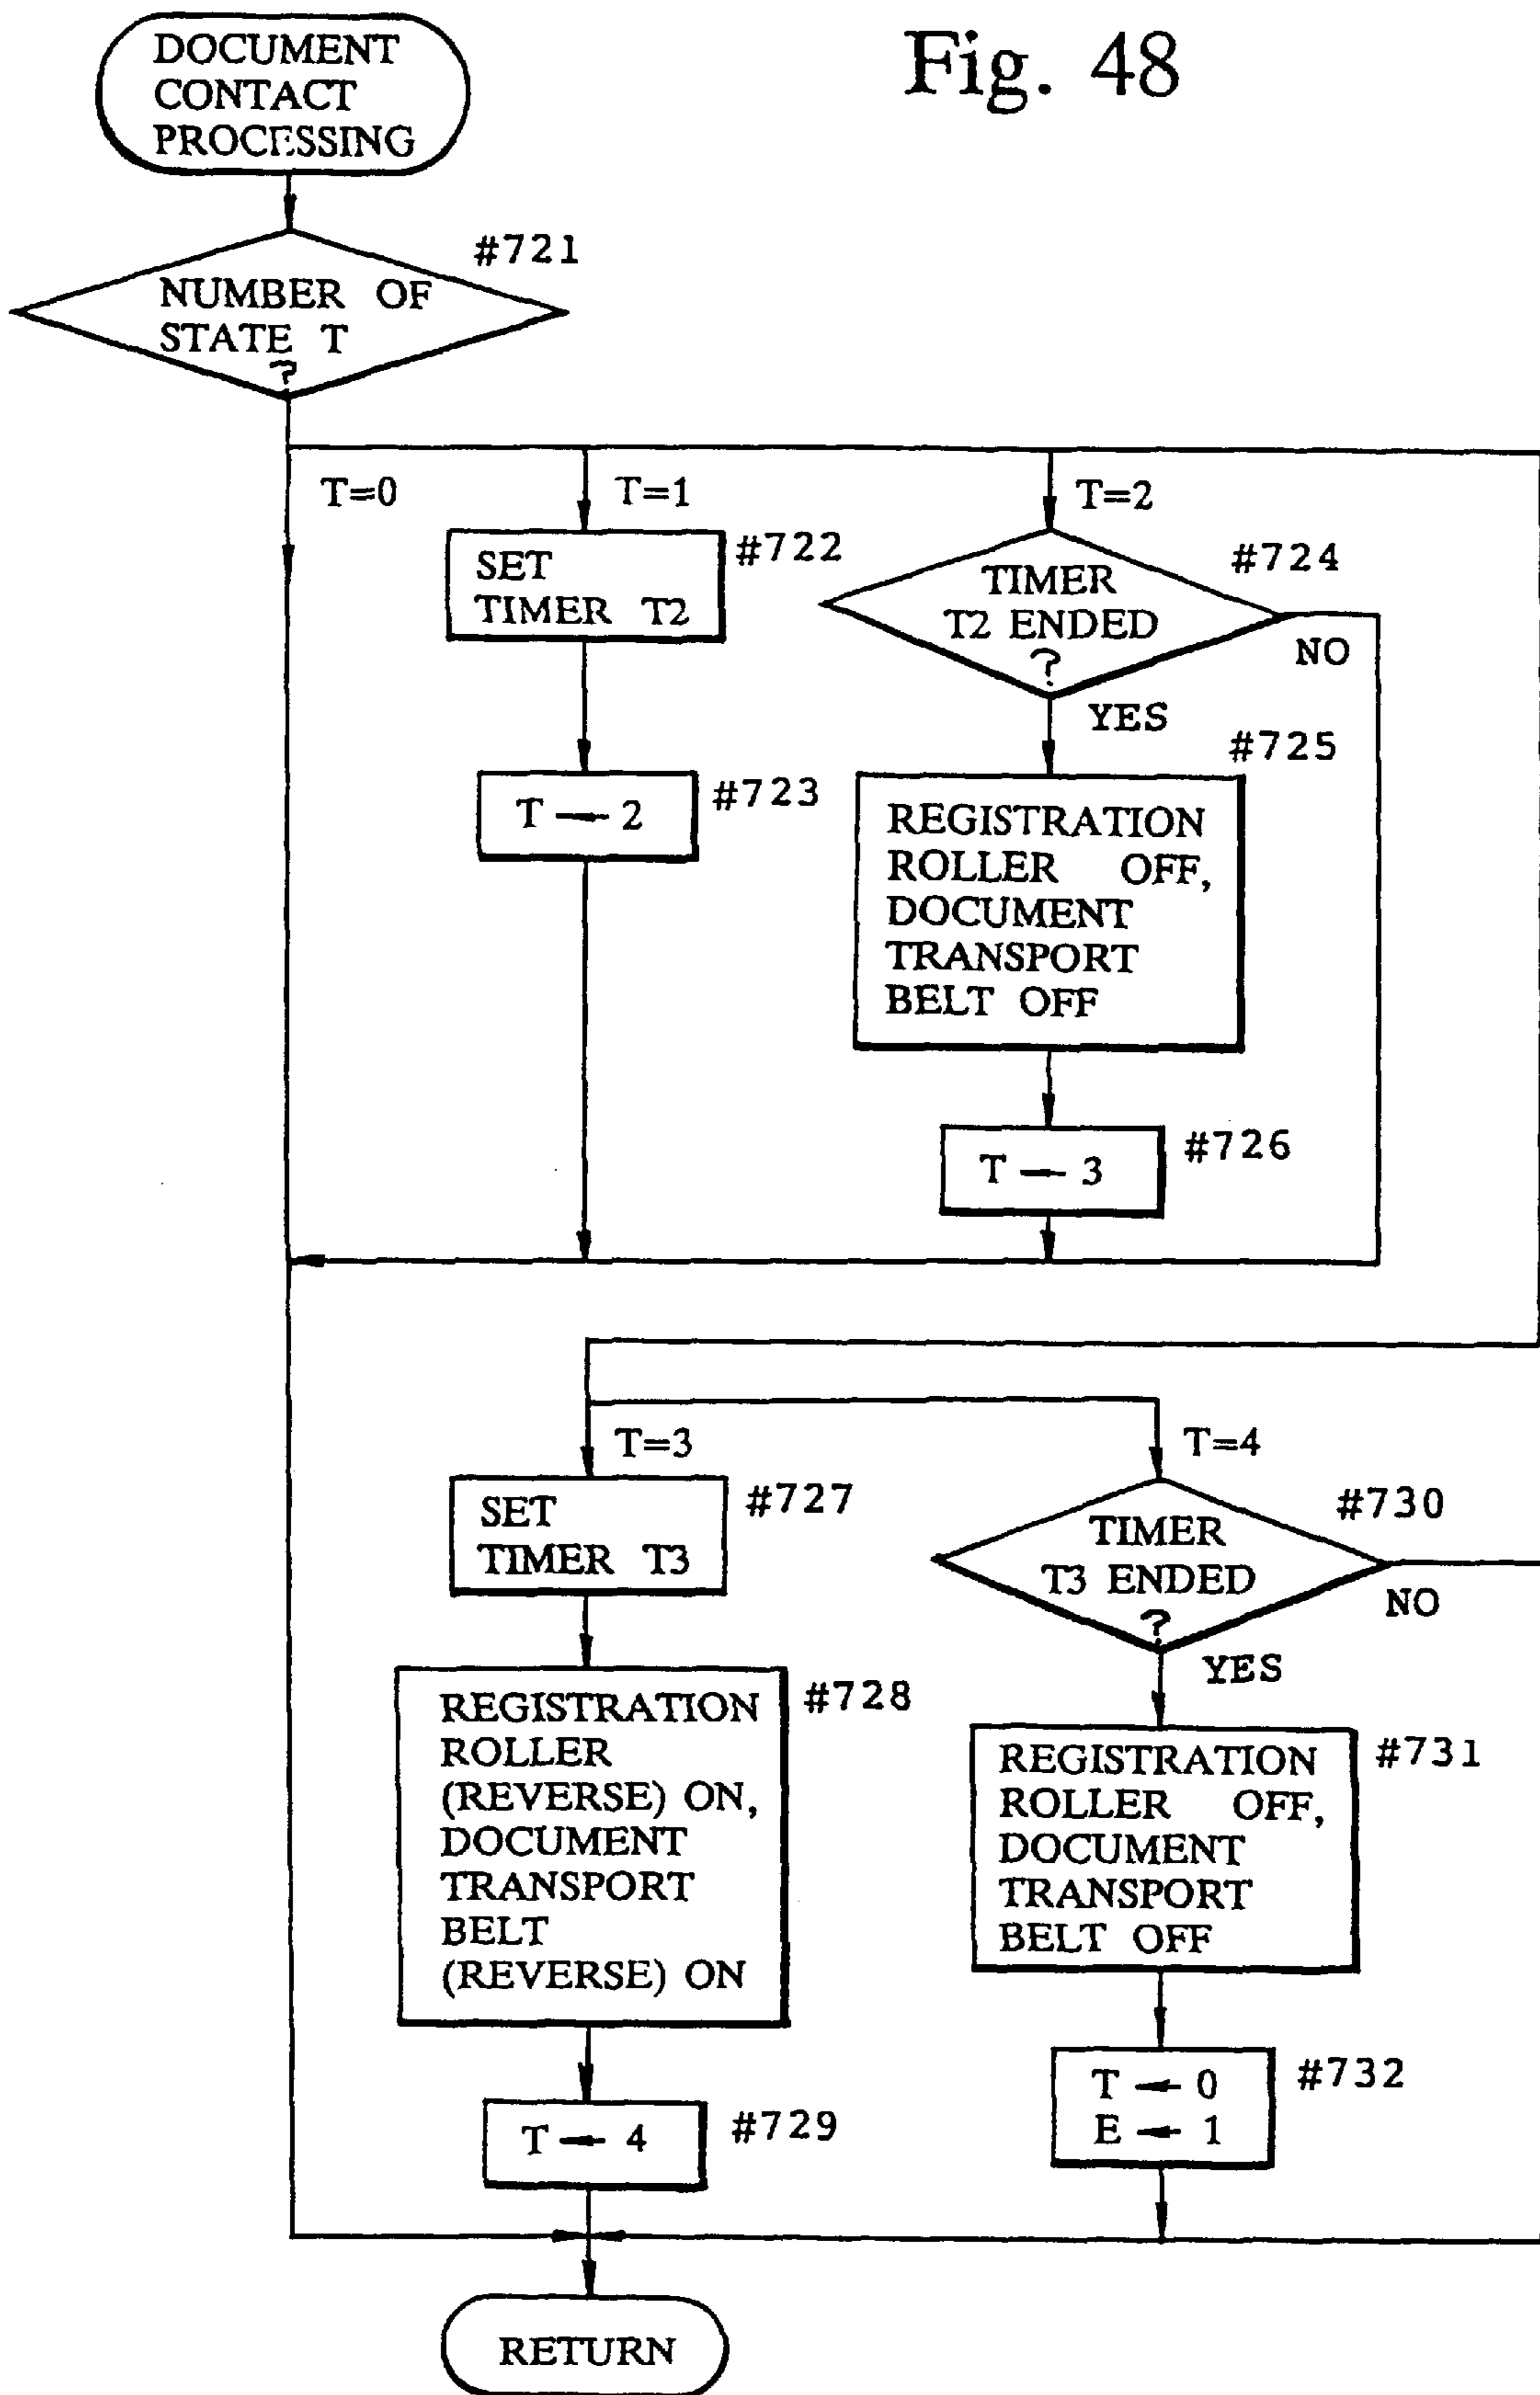 Fig. 48
DOCUMENT
CONTACT
PROCESSING
#721
NUMBER OF
STATE T
?
T=0
T=1
T=2
SET
TIMER T2
#722
TIMER
T2 ENDED
?
#724
NO
YES
T ← 2
#723
#725
REGISTRATION
ROLLER OFF,
DOCUMENT
TRANSPORT
BELT OFF
T ← 3
#726
T=3
T=4
SET
TIMER T3
#727
TIMER
T3 ENDED
?
#730
NO
YES
REGISTRATION
ROLLER
(REVERSE) ON,
DOCUMENT
TRANSPORT
BELT
(REVERSE) ON
#728
REGISTRATION
ROLLER OFF,
DOCUMENT
TRANSPORT
BELT OFF
#731
T ← 4
#729
T ← 0
E ← 1
#732
RETURN